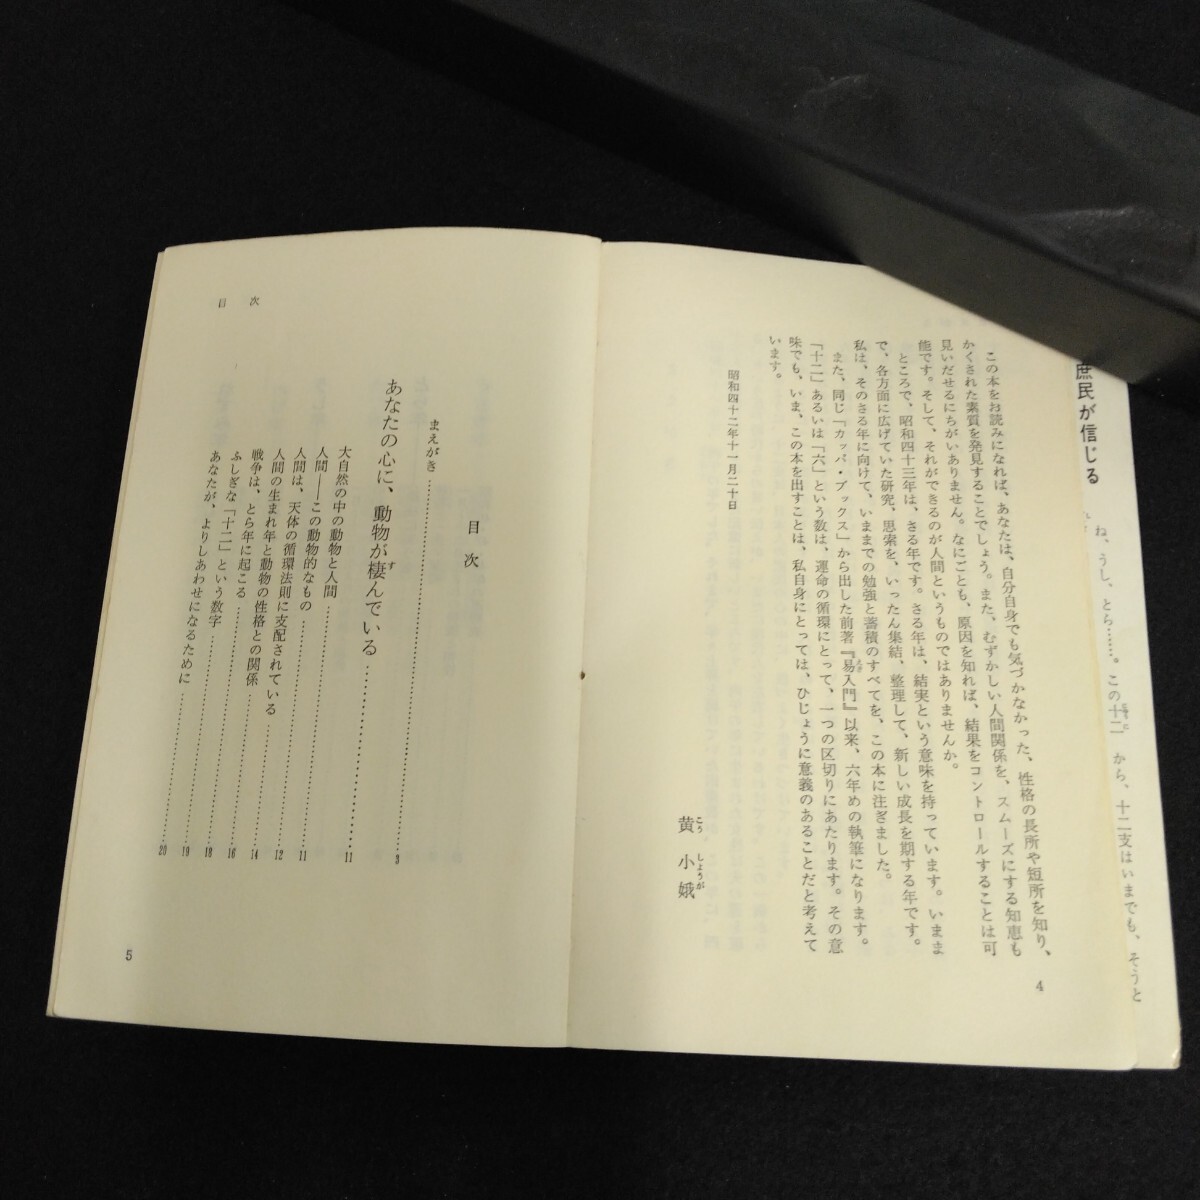 庶民が信じる
ね、うし、とら……。この十二
から、十二支はいまでも、そうと
この本をお読みになれば、あなたは、自分自身でも気づかなかった、性格の長所や短所を知り、
かくされた素質を発見することでしょう。また、むずかしい人間関係を、スムーズにする知恵も
見いだせるにちがいありません。なにごとも、原因を知れば、結果をコントロールすることは可
能です。そして、それができるのが人間というものではありませんか。
ところで、昭和四十三年は、さる年です。さる年は、結実という意味を持っています。いまま
で、各方面に広げていた研究、思索を、いったん集結、整理して、新しい成長を期する年です。
私は、そのさる年に向けて、いままでの勉強と蓄積のすべてを、この本に注ぎました。
また、同じ「カッパ・ブックス」から出した前著『易入門』以来、六年めの執筆になります。
「十二」あるいは「六」という数は、運命の循環にとって、一つの区切りにあたります。その意
味でも、いま、この本を出すことは、私自身にとっては、ひじょうに意義のあることだと考えて
います。
昭和四十二年十一月二十日
黄小娥
こうしょうが
4
目次
目次
まえがき……………3
あなたの心に、動物が棲んでいる……………11
す
大自然の中の動物と人間……………11
人間――この動物的なもの……………11
人間は、天体の循環法則に支配されている……………12
人間の生まれ年と動物の性格との関係……………14
戦争は、とら年に起こる……………16
ふしぎな「十二」という数字……………18
あなたが、よりしあわせになるために……………19
20
5